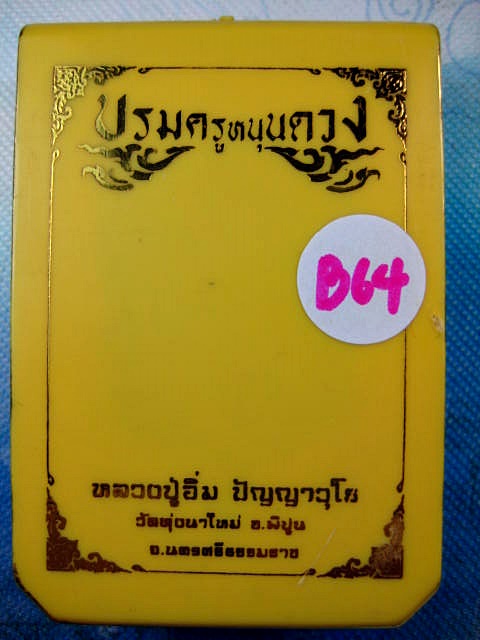 บรมครูหนุนดวง
B64
หลวงปู่อิ่ม ปัญญาวุโธ
วัดทุ่งนาใหม่ อ.พิปูน
จ.นครศรีธรรมราช